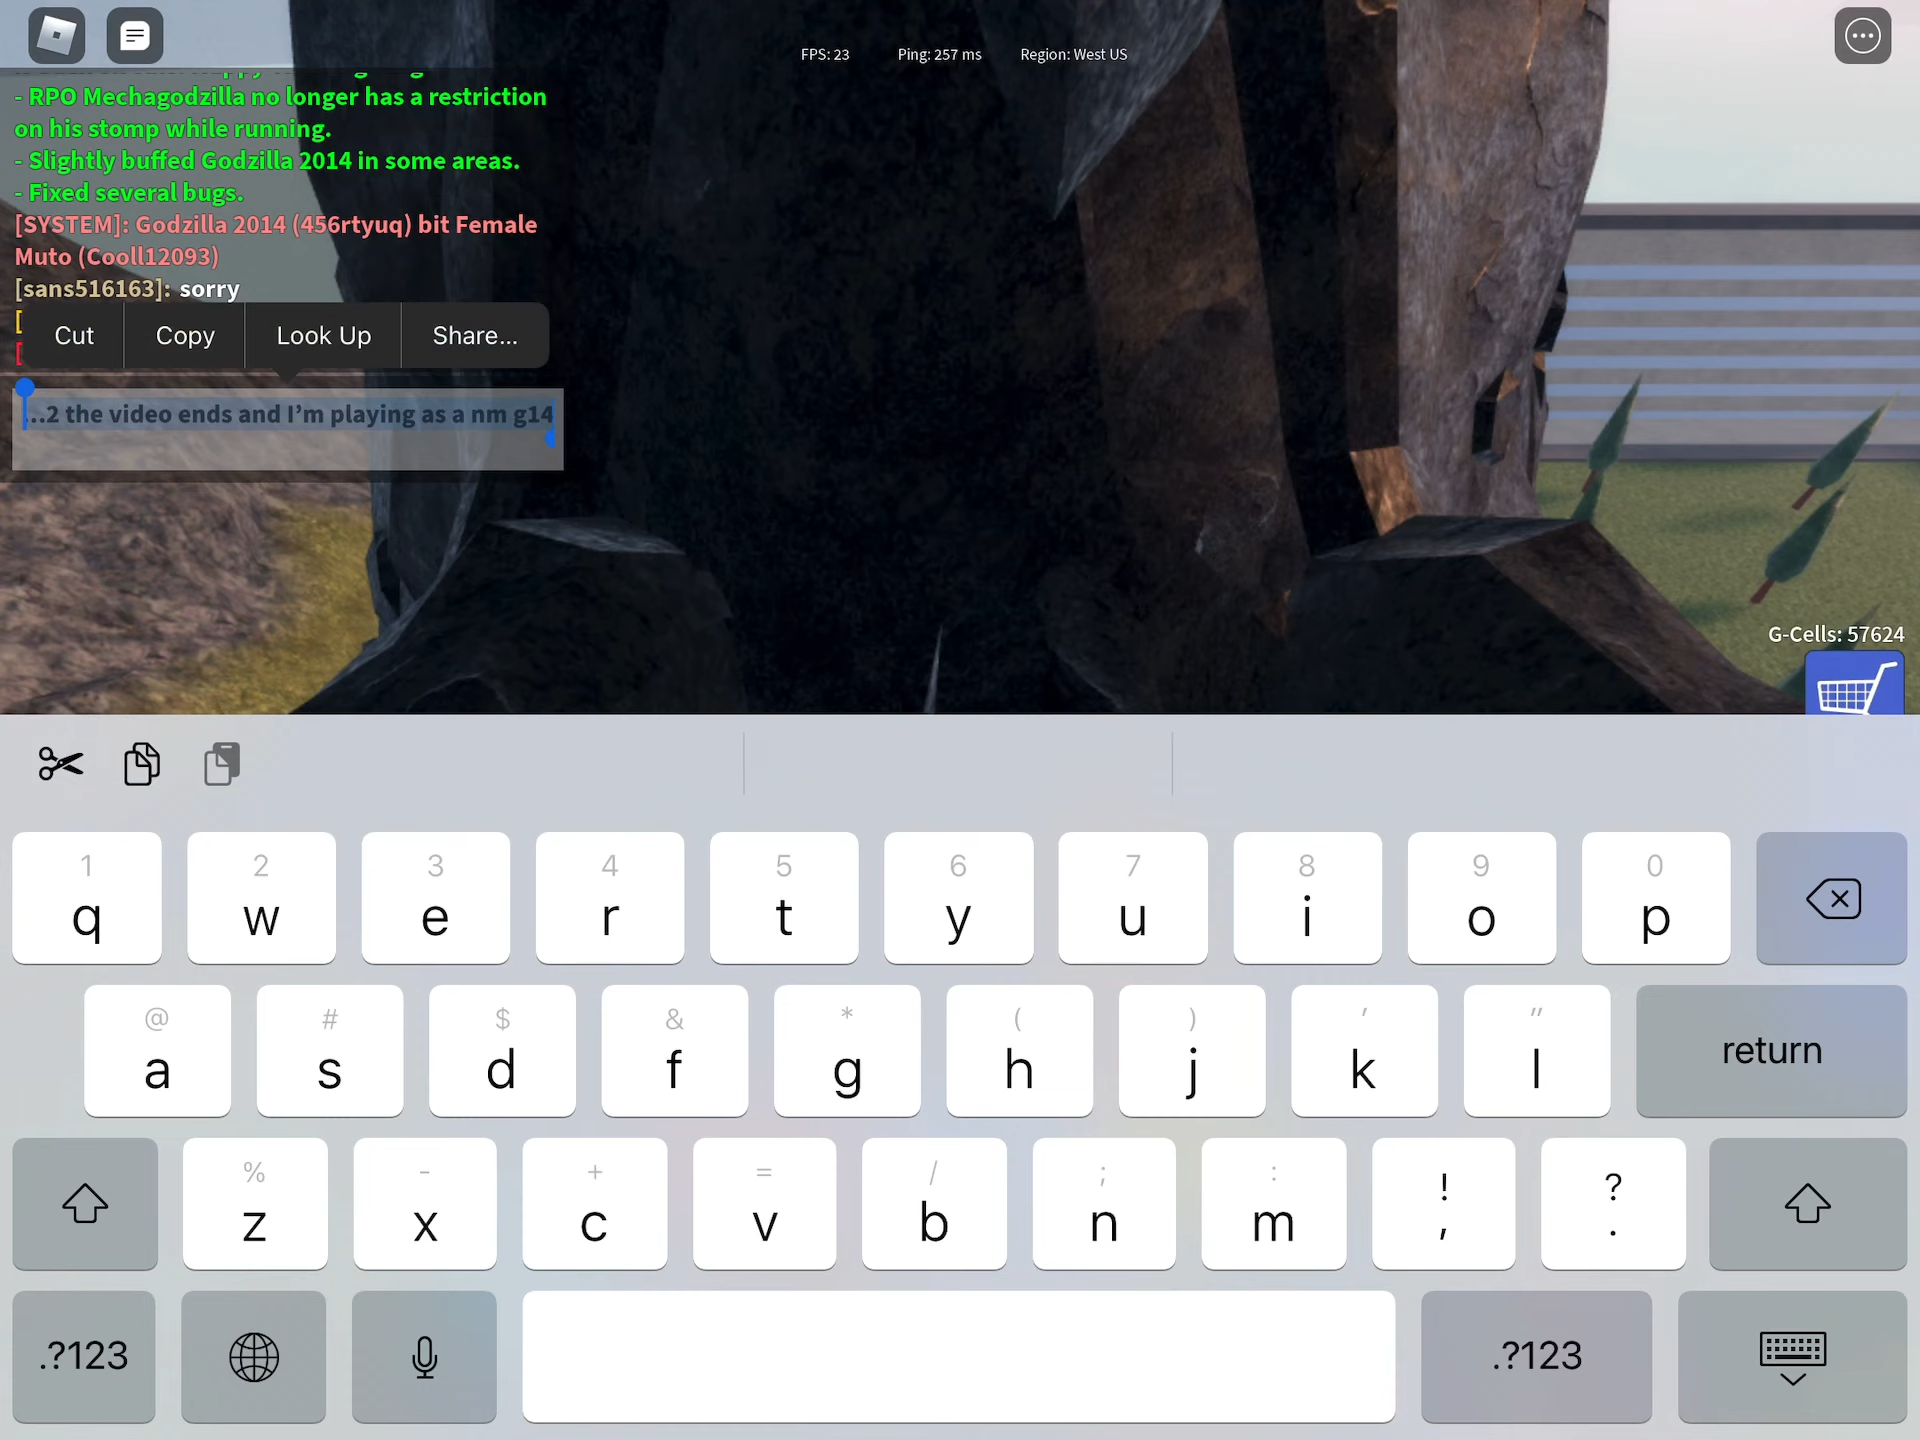 FPS: 23 Ping: 257 ms Region: West US
- RPO Mechagodzilla no longer has a restriction
on his stomp while running.
- Slightly buffed Godzilla 2014 in some areas.
- Fixed several bugs.
[SYSTEM]: Godzilla 2014 (456rtyuq) bit Female
Muto (Cooll12093)
[sans516163]: sorry
[
[
Cut Copy Look Up Share...
...2 the video ends and I’m playing as a nm g14
G-Cells: 57624
1 2 3 4 5 6 7 8 9 0
q w e r t y u i o p
@ # $ & * ( ) ' "
a s d f g h j k l return
% - + = / ; : ! ?
z x c v b n m , .
.?123 .?123